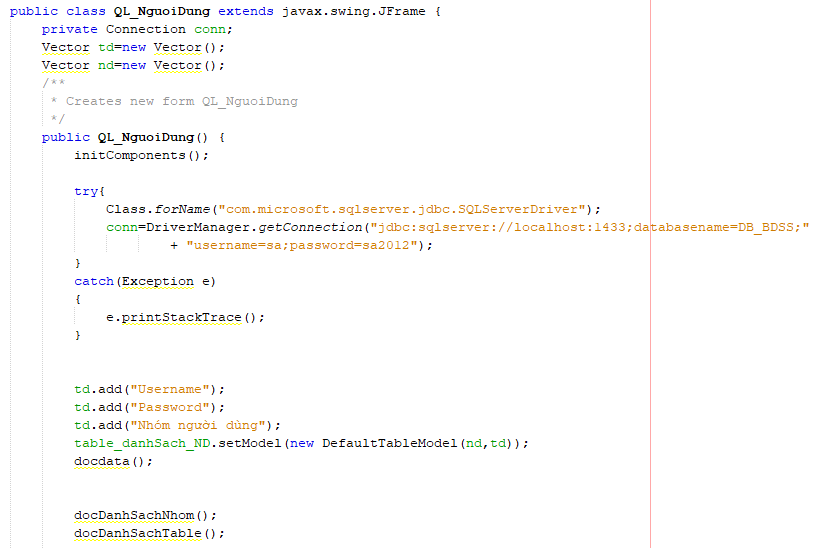 public class QL_NguoiDung extends javax.swing.JFrame {
private Connection conn;
Vector td=new Vector();
Vector nd=new Vector();
/**
* Creates new form QL_NguoiDung
*/
public QL_NguoiDung() {
initComponents();
try{
Class.forName("com.microsoft.sqlserver.jdbc.SQLServerDriver");
conn=DriverManager.getConnection("jdbc:sqlserver://localhost:1433;databasename=DB_BDSS;"
+ "username=sa;password=sa2012");
}
catch(Exception e)
{
e.printStackTrace();
}
td.add("Username");
td.add("Password");
td.add("Nhóm người dùng");
table_danhSach_ND.setModel(new DefaultTableModel(nd,td));
docdata();
docDanhSachNhom();
docDanhSachTable();